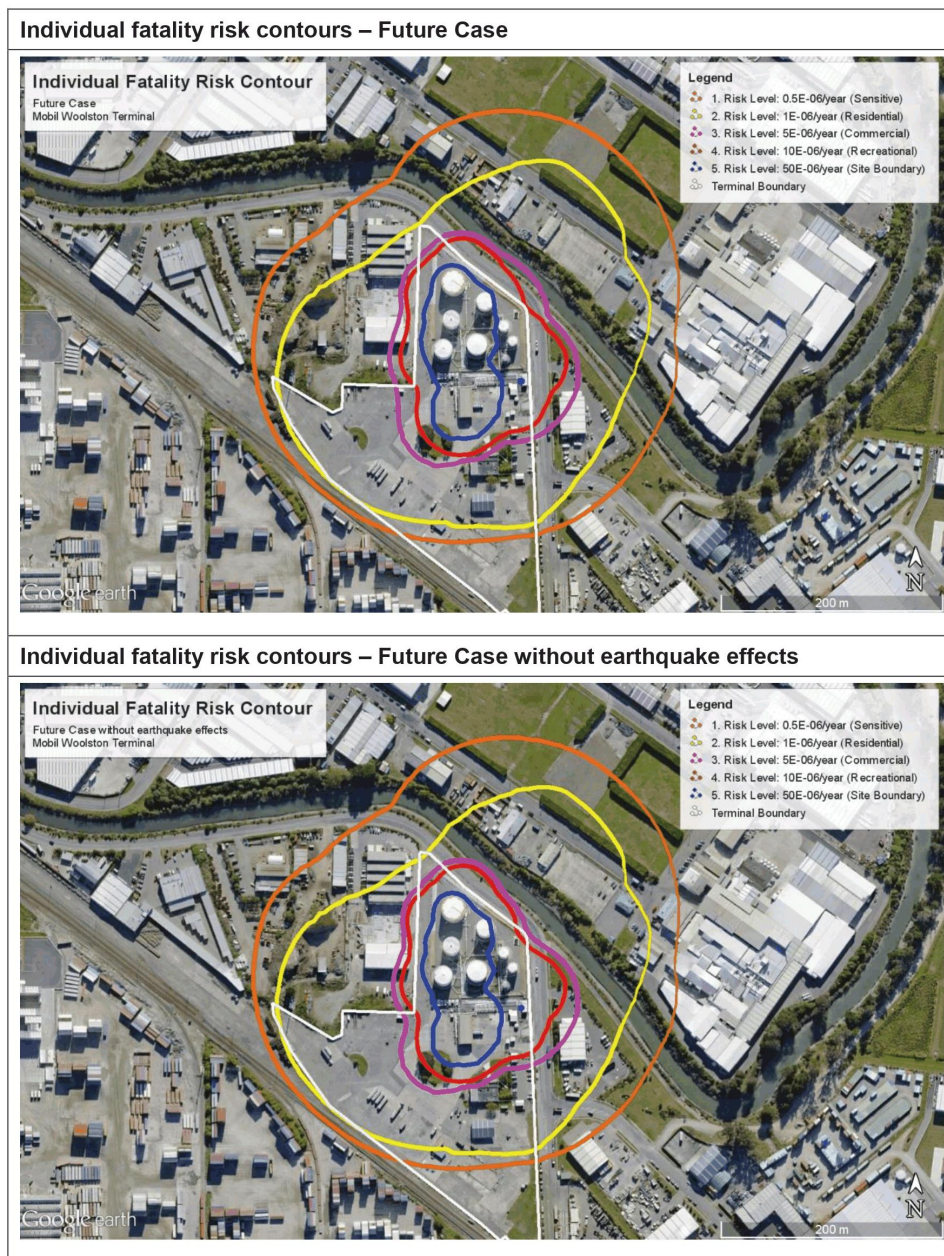 Individual fatality risk contours – Future Case
Individual Fatality Risk Contour
Future Case
Mobil Woolston Terminal
Legend
1. Risk Level: 0.5E-06/year (Sensitive)
2. Risk Level: 1E-06/year (Residential)
3. Risk Level: 5E-06/year (Commercial)
4. Risk Level: 10E-06/year (Recreational)
5. Risk Level: 50E-06/year (Site Boundary)
Terminal Boundary
Google earth
N
200 m
Individual fatality risk contours – Future Case without earthquake effects
Individual Fatality Risk Contour
Future Case without earthquake effects
Mobil Woolston Terminal
Legend
1. Risk Level: 0.5E-06/year (Sensitive)
2. Risk Level: 1E-06/year (Residential)
3. Risk Level: 5E-06/year (Commercial)
4. Risk Level: 10E-06/year (Recreational)
5. Risk Level: 50E-06/year (Site Boundary)
Terminal Boundary
Google earth
N
200 m